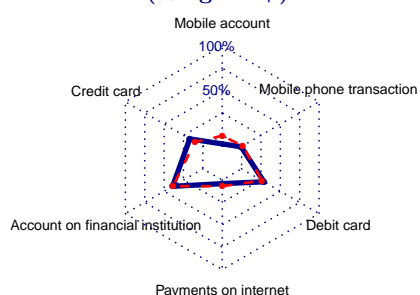 Mobile account
100%
50%
Mobile phone transaction
Credit card
Account on financial institution
Debit card
Payments on internet